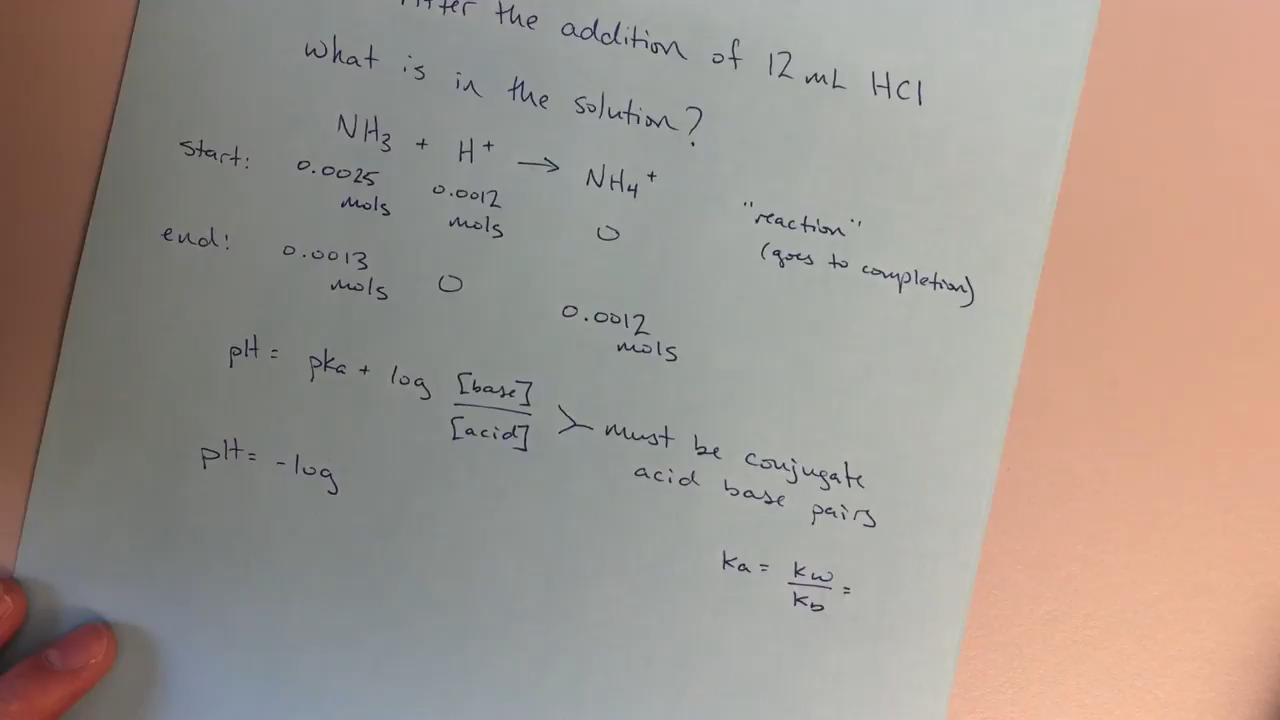 After the addition of 12 mL HCl
what is in the solution?
NH3 + H+ → NH4+
start: 0.0025 mols 0.0012 mols 0
"reaction"
(goes to completion)
end: 0.0013 mols 0 0.0012 mols
pH = pka + log [base] / [acid] > must be conjugate
acid base pairs
pH = -log
ka = kw / kb =